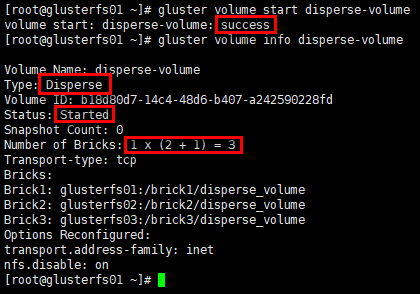 [root@glusterfs01 ~]# gluster volume start disperse-volume
volume start: disperse-volume: success
[root@glusterfs01 ~]# gluster volume info disperse-volume
Volume Name: disperse-volume
Type: Disperse
Volume ID: b18d80d7-14c4-48d6-b407-a242590228fd
Status: Started
Snapshot Count: 0
Number of Bricks: 1 x (2 + 1) = 3
Transport-type: tcp
Bricks:
Brick1: glusterfs01:/brick1/disperse_volume
Brick2: glusterfs02:/brick2/disperse_volume
Brick3: glusterfs03:/brick3/disperse_volume
Options Reconfigured:
transport.address-family: inet
nfs.disable: on
[root@glusterfs01 ~]#